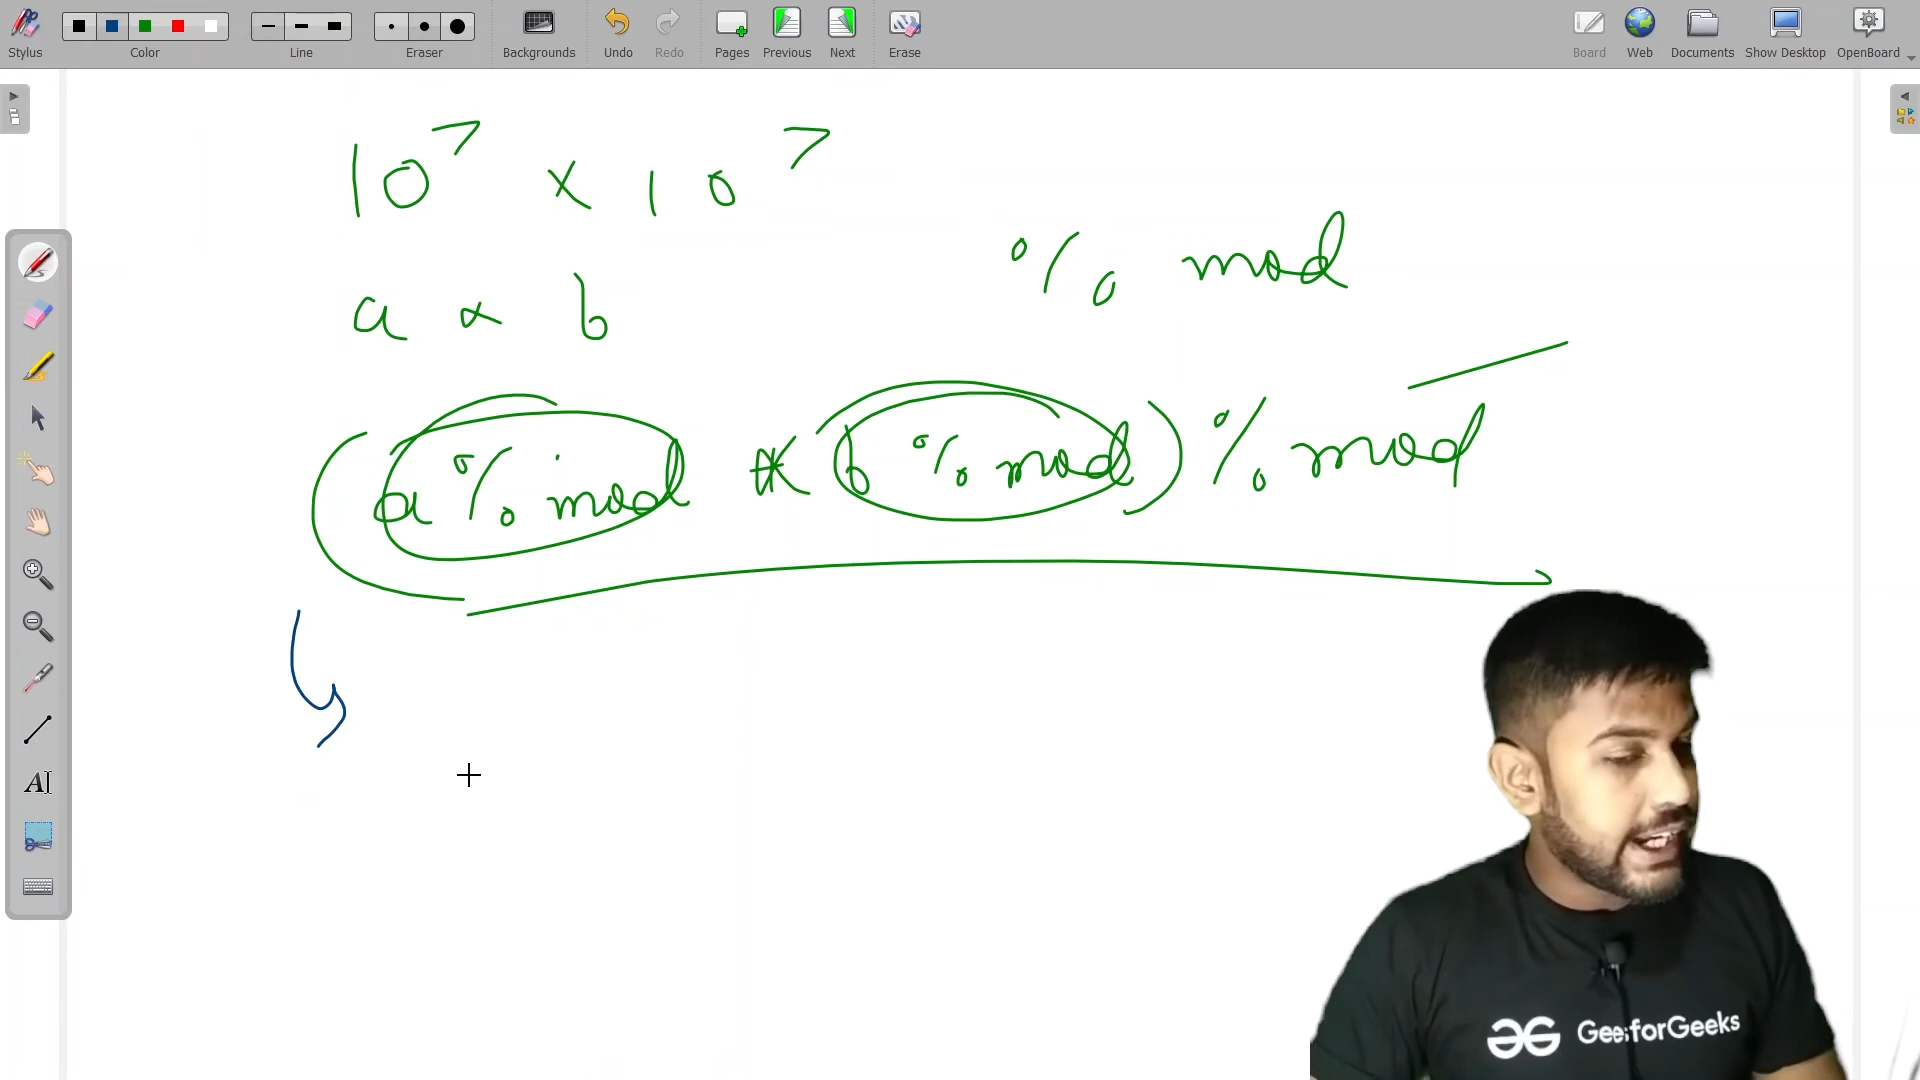 Stylus
Color
Line
Eraser
Backgrounds
Undo
Redo
Pages
Previous
Next
Erase
Board
Web
Documents
Show Desktop
OpenBoard
10^7 × 10^7
a × b % mod
(a % mod * b % mod) % mod
AI
GeeksforGeeks